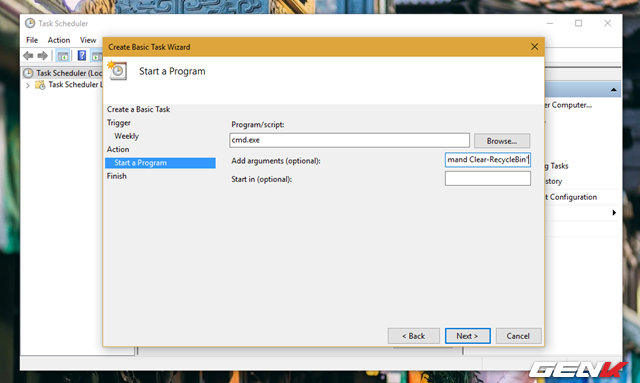 Task Scheduler
File Action View
Task Scheduler (Loc
Task Scheduler L
Create Basic Task Wizard
Start a Program
Create a Basic Task
Trigger
Weekly
Action
Start a Program
Finish
Program/script:
cmd.exe
Browse...
Add arguments (optional):
mand Clear-RecycleBin'
Start in (optional):
< Back
Next >
Cancel
er Computer...
ng Tasks
istory
t Configuration
GENK